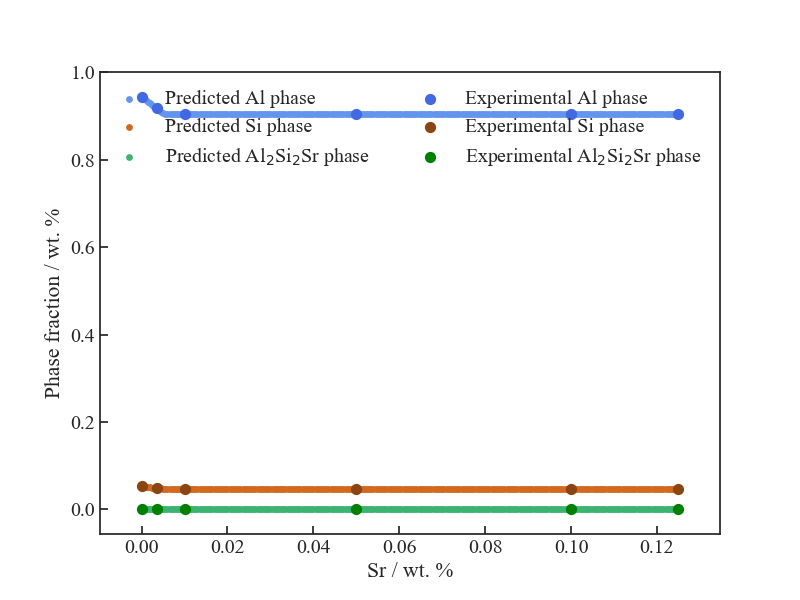 1.0
0.8
0.6
0.4
0.2
0.0
Phase fraction / wt. %
Predicted Al phase
Predicted Si phase
Predicted Al₂Si₂Sr phase
Experimental Al phase
Experimental Si phase
Experimental Al₂Si₂Sr phase
0.00 0.02 0.04 0.06 0.08 0.10 0.12
Sr / wt. %